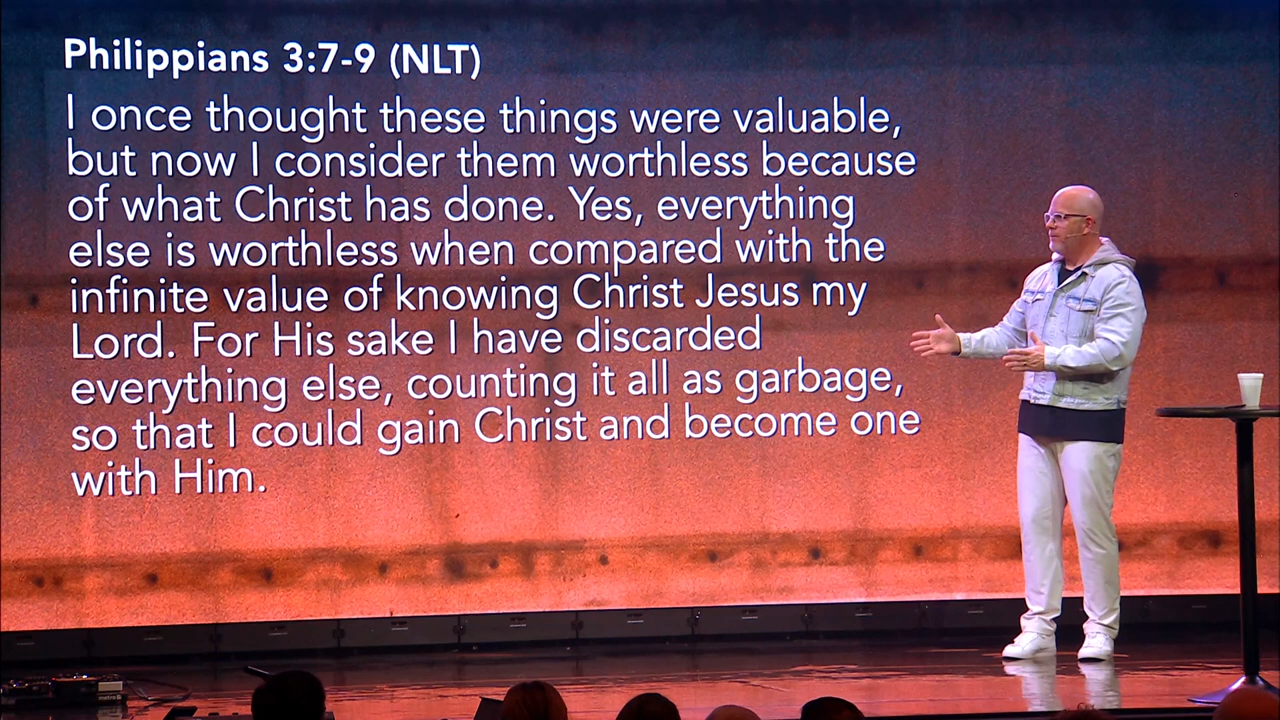 Philippians 3:7-9 (NLT)
I once thought these things were valuable,
but now I consider them worthless because
of what Christ has done. Yes, everything
else is worthless when compared with the
infinite value of knowing Christ Jesus my
Lord. For His sake I have discarded
everything else, counting it all as garbage,
so that I could gain Christ and become one
with Him.